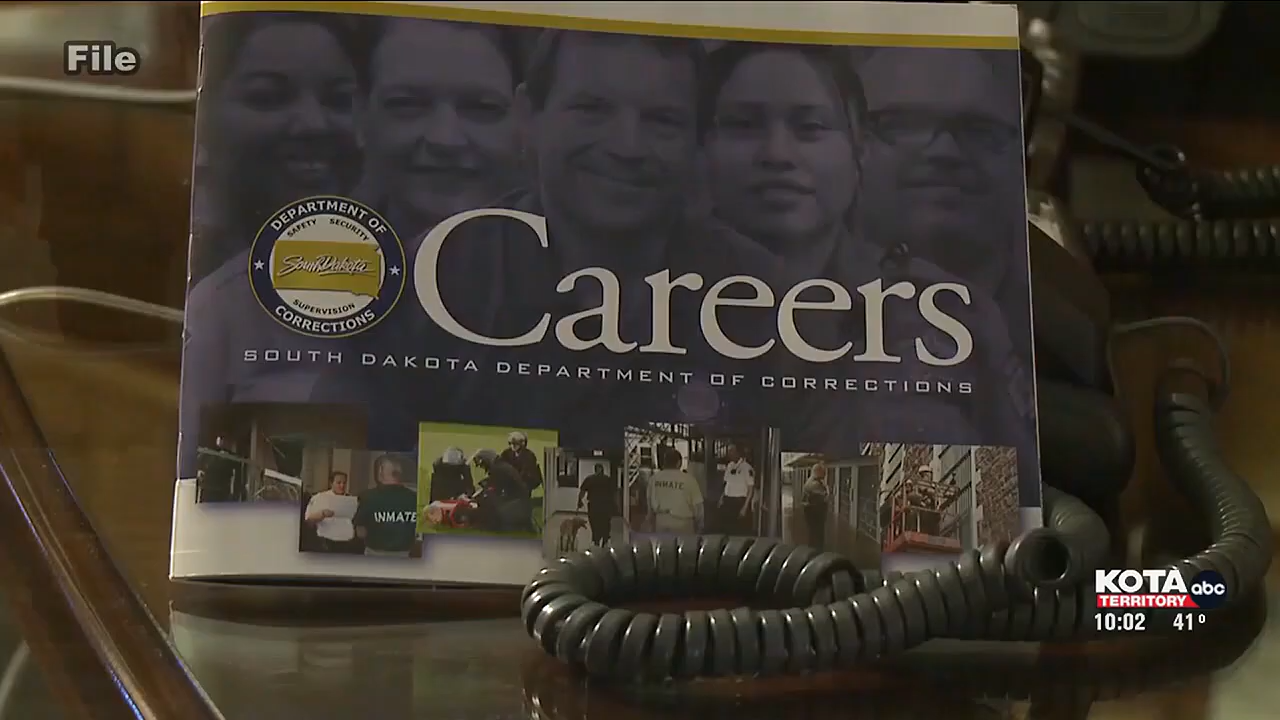 File
DEPARTMENT OF
SAFETY SECURITY
South Dakota
SUPERVISION
CORRECTIONS
Careers
SOUTH DAKOTA DEPARTMENT OF CORRECTIONS
INMATE
INMATE
KOTA abc
TERRITORY
10:02 41°